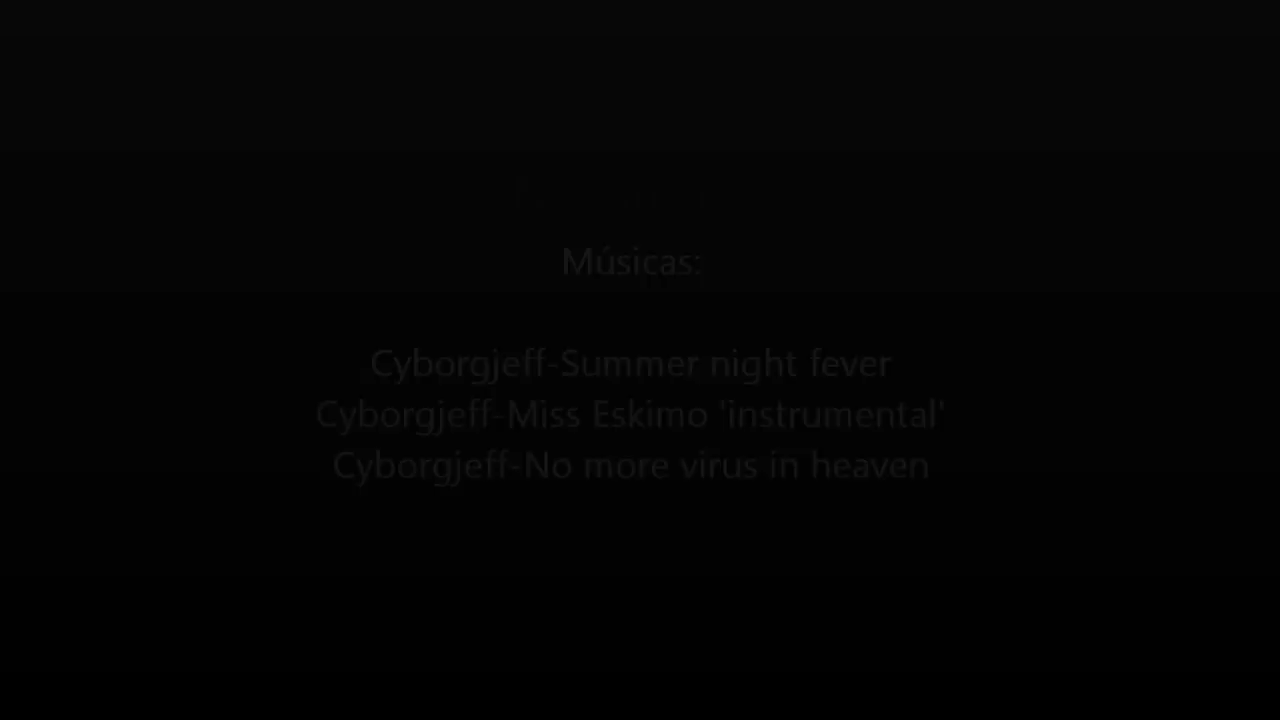 Músicas:
Cyborgjeff-Summer night fever
Cyborgjeff-Miss Eskimo 'instrumental'
Cyborgjeff-No more virus in heaven